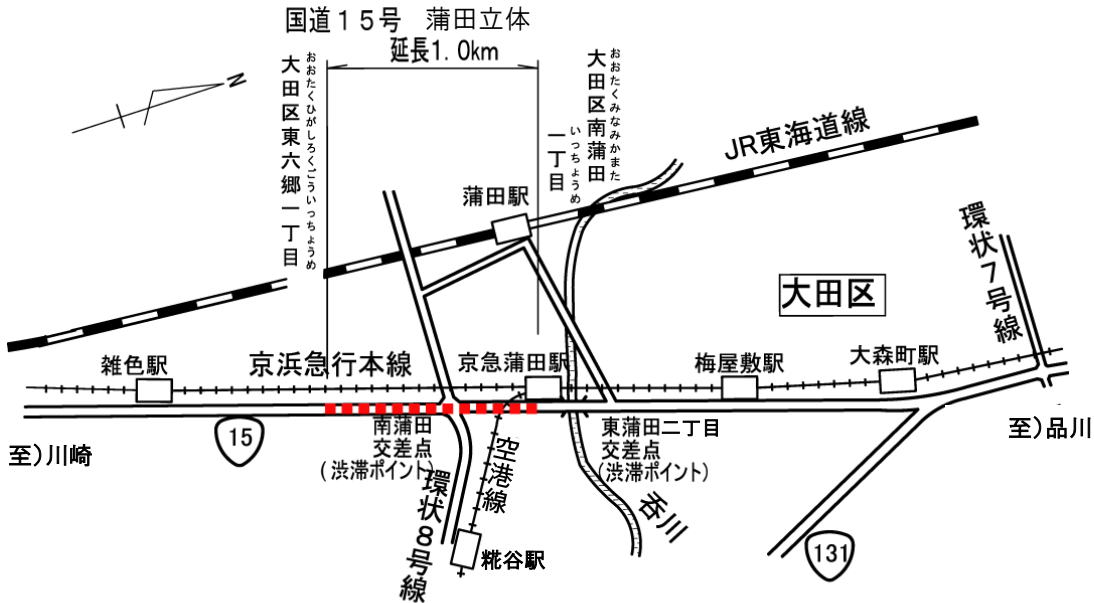 国道15号 蒲田立体
延長1.0km
N
大田区東六郷一丁目
おおたくひがしろくごういっちょうめ
大田区南蒲田
おおたくみなみかまた
一丁目
いっちょうめ
JR東海道線
蒲田駅
環状7号線
大田区
雑色駅
京浜急行本線
京急蒲田駅
梅屋敷駅
大森町駅
15
至)川崎
南蒲田
交差点
(渋滞ポイント)
空港線
東蒲田二丁目
交差点
(渋滞ポイント)
至)品川
環状8号線
呑川
糀谷駅
131